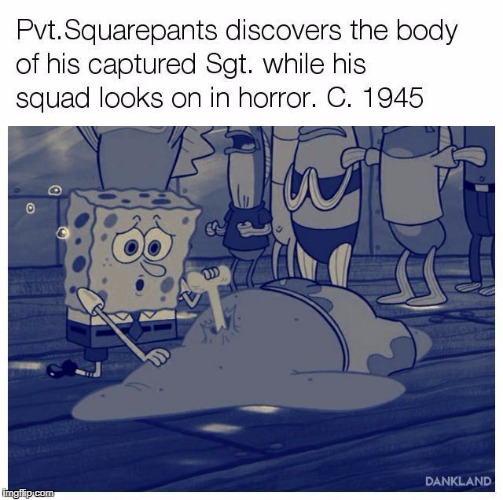 Pvt.Squarepants discovers the body
of his captured Sgt. while his
squad looks on in horror. C. 1945
DANKLAND
imgflip.com